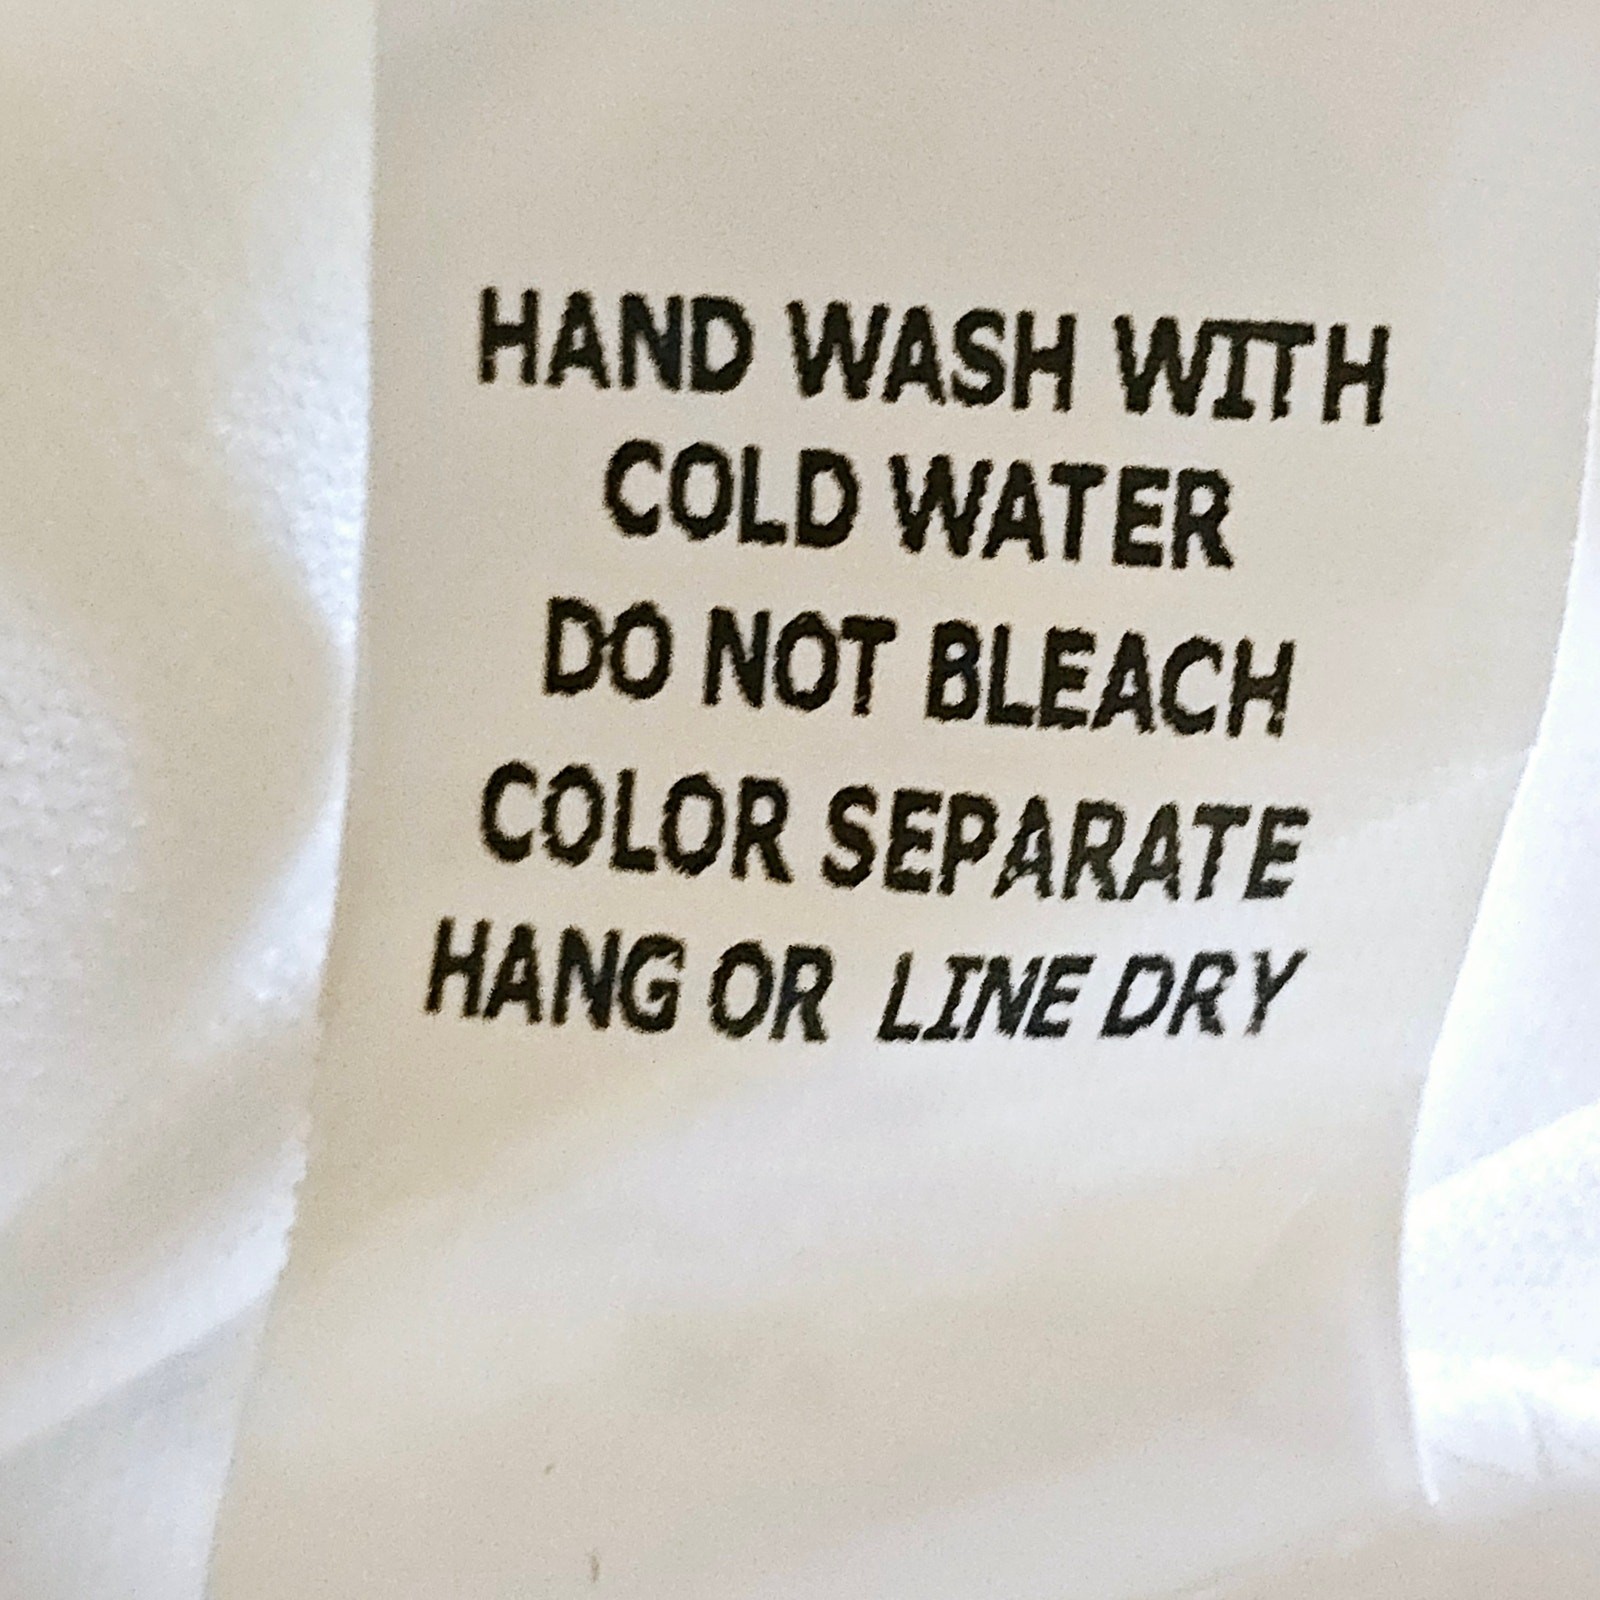 HAND WASH WITH
COLD WATER
DO NOT BLEACH
COLOR SEPARATE
HANG OR LINE DRY